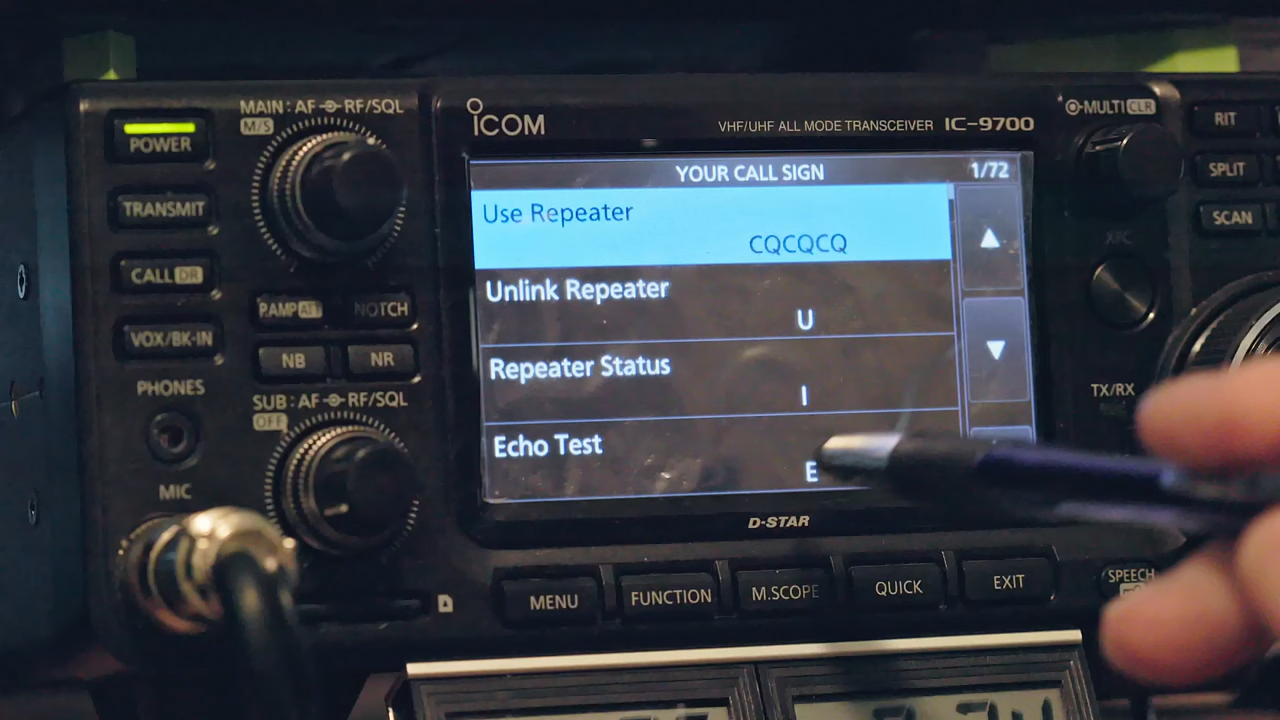 MAIN: AF RF/SQL
M/S
POWER
TRANSMIT
CALL DR
VOX/BK-IN
PHONES
MIC
P.AMP ATT
NOTCH
NB
NR
SUB: AF RF/SQL
OFF
ICOM
VHF/UHF ALL MODE TRANSCEIVER IC-9700
YOUR CALL SIGN 1/72
Use Repeater
CQCQCQ
Unlink Repeater
U
Repeater Status
I
Echo Test
E
D-STAR
MENU
FUNCTION
M.SCOPE
QUICK
EXIT
MULTI CLR
RIT
SPLIT
SCAN
XFC
TX/RX
SPEECH